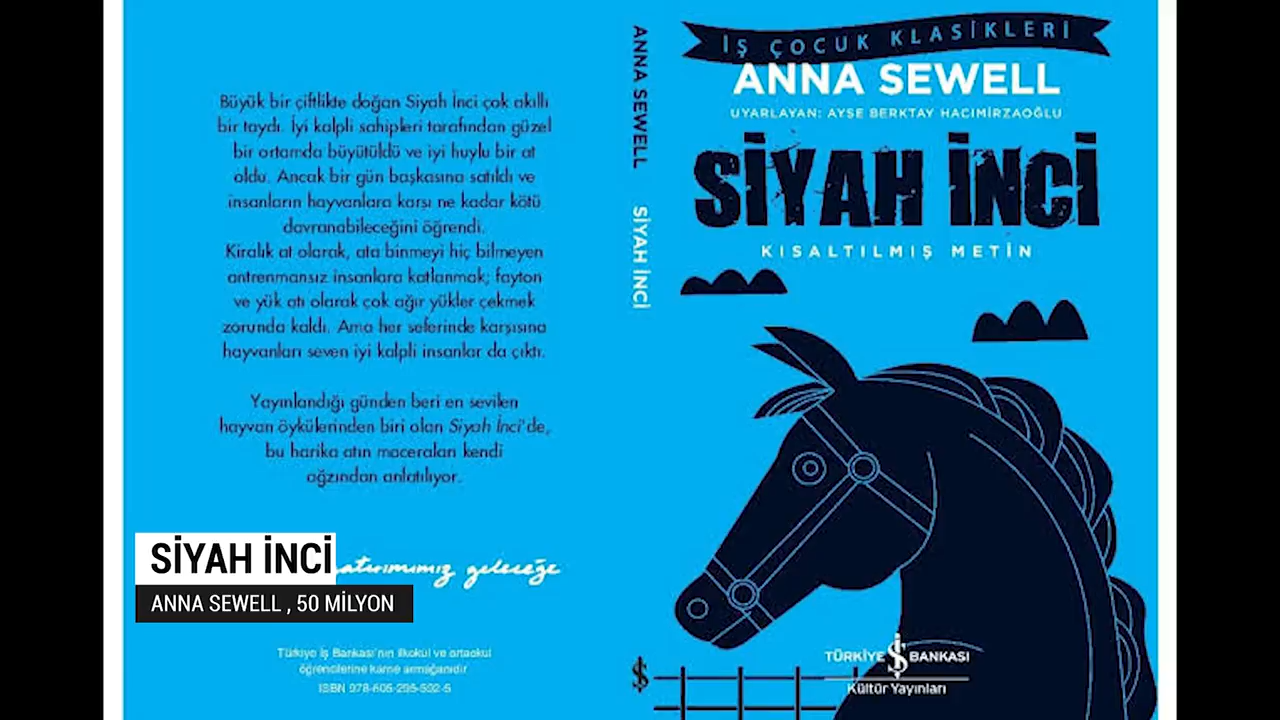 Büyük bir çiftlikte doğan Siyah İnci çok akıllı
bir taydı. İyi kalpli sahipleri tarafından güzel
bir ortamda büyütüldü ve iyi huylu bir at
oldu. Ancak bir gün başkasına satıldı ve
insanların hayvanlara karşı ne kadar kötü
davranabileceğini öğrendi.
Kiralık at olarak, ata binmeyi hiç bilmeyen
antrenmansız insanlara katlanmak; fayton
ve yük atı olarak çok ağır yükler çekmek
zorunda kaldı. Ama her seferinde karşısına
hayvanları seven iyi kalpli insanlar da çıktı.
Yayınlandığı günden beri en sevilen
hayvan öykülerinden biri olan Siyah İnci'de,
bu harika atın maceraları kendi
ağzından anlatılıyor.
geleceğe
SİYAH İNCİ
ANNA SEWELL , 50 MİLYON
Türkiye İş Bankası'nın ilkokul ve ortaokul
öğrencilerine karne armağanıdır
ISBN 978-605-295-592-5
ANNA SEWELL SİYAH İNCİ
İŞ ÇOCUK KLASİKLERİ
ANNA SEWELL
UYARLAYAN: AYSE BERKTAY HACIMİRZAOĞLU
SİYAH İNCİ
KISALTILMIŞ METİN
TÜRKİYE İŞ BANKASI
Kültür Yayınları